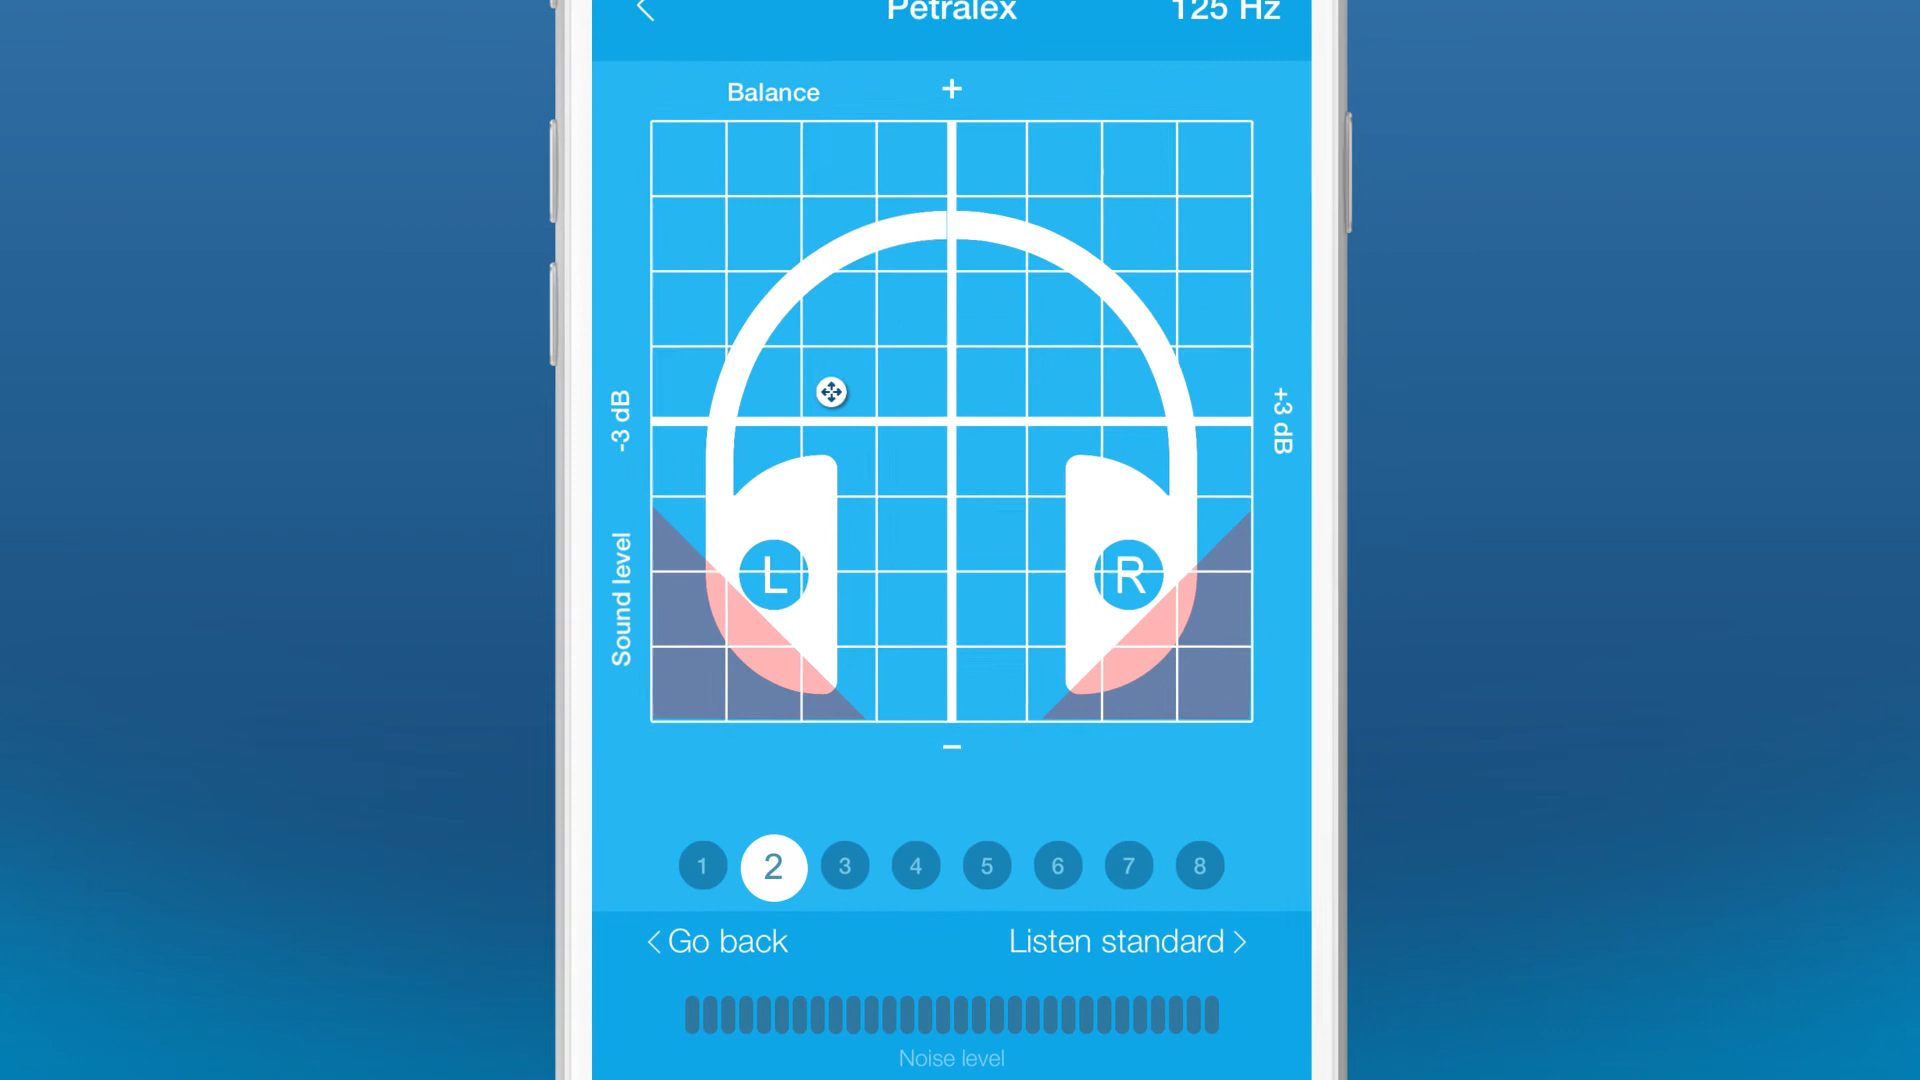 Petralex
125 Hz
Balance
+
-3 dB
+3 dB
Sound level
L
R
−
1 2 3 4 5 6 7 8
Go back
Listen standard
Noise level